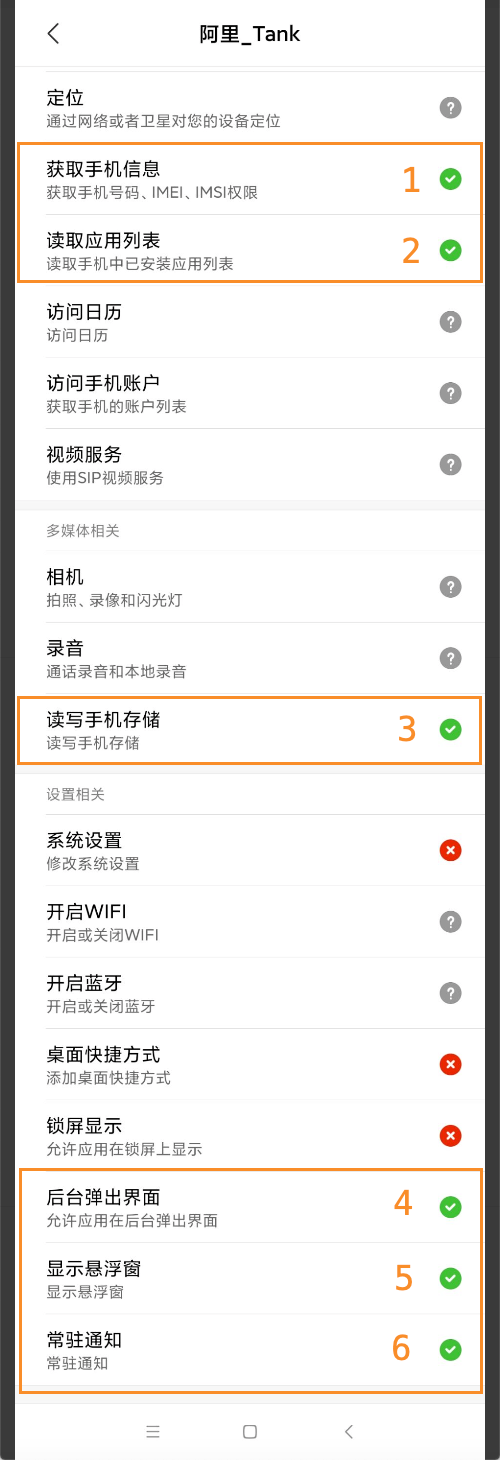 阿里_Tank
定位
通过网络或者卫星对您的设备定位
获取手机信息
获取手机号码、IMEI、IMSI权限
1
读取应用列表
读取手机中已安装应用列表
2
访问日历
访问日历
访问手机账户
获取手机的账户列表
视频服务
使用SIP视频服务
多媒体相关
相机
拍照、录像和闪光灯
录音
通话录音和本地录音
读写手机存储
读写手机存储
3
设置相关
系统设置
修改系统设置
开启WIFI
开启或关闭WIFI
开启蓝牙
开启或关闭蓝牙
桌面快捷方式
添加桌面快捷方式
锁屏显示
允许应用在锁屏上显示
后台弹出界面
允许应用在后台弹出界面
4
显示悬浮窗
显示悬浮窗
5
常驻通知
常驻通知
6